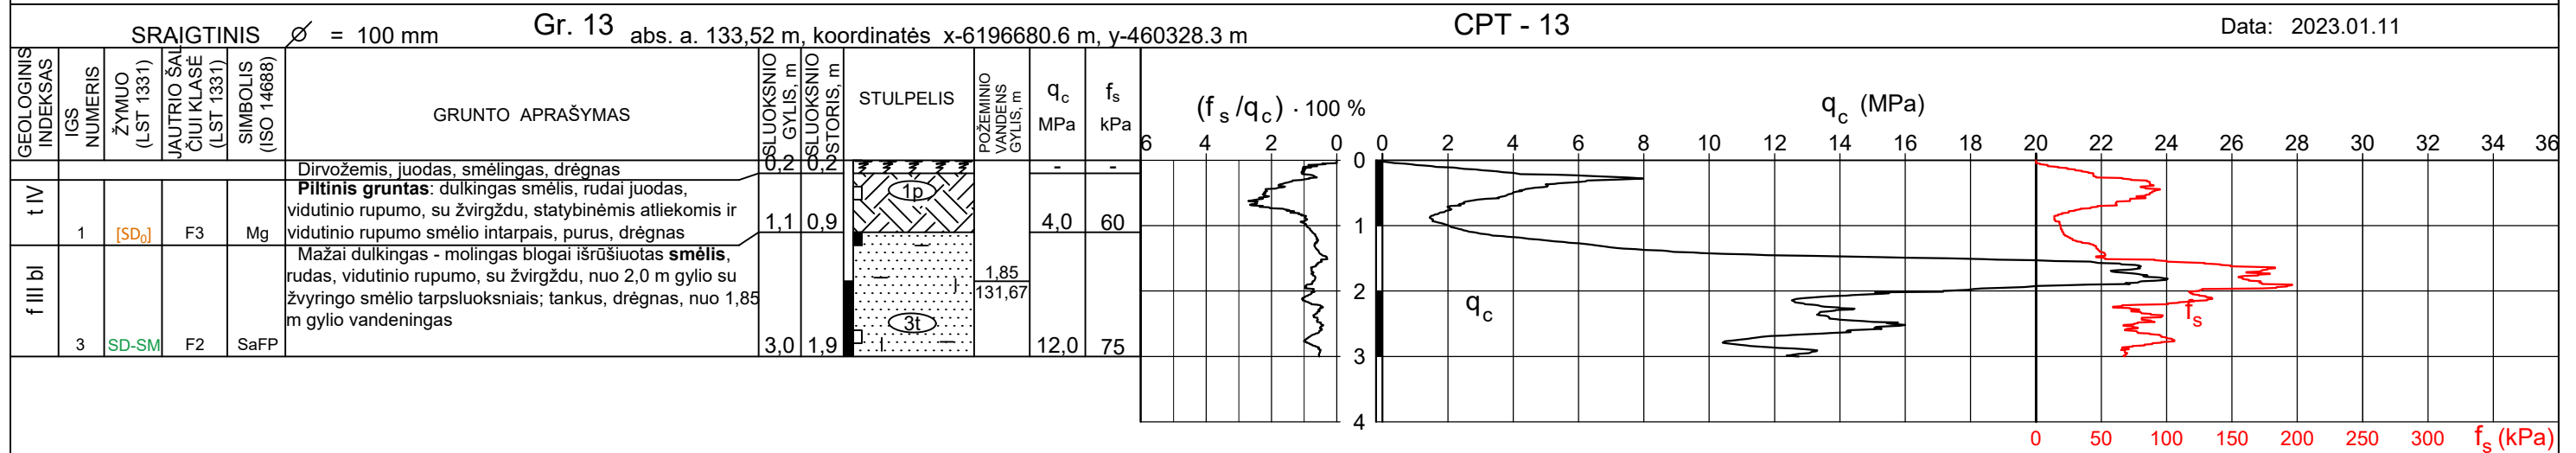 SRAIGTINIS ⌀ = 100 mm Gr. 13 abs. a. 133,52 m, koordinatės x-6196680.6 m, y-460328.3 m CPT - 13 Data: 2023.01.11
GEOLOGINIS
INDEKSAS
IGS
NUMERIS
ŽYMUO
(LST 1331)
JAUTRIO ŠAL
ČIUI KLASĖ
(LST 1331)
SIMBOLIS
(ISO 14688)
GRUNTO APRAŠYMAS
SLUOKSNIO
GYLIS, m
SLUOKSNIO
STORIS, m
STULPELIS
POŽEMINIO
VANDENS
GYLIS, m
qc
MPa
fs
kPa
(fs/qc) · 100 %
qc (MPa)
6 4 2 0
0 2 4 6 8 10 12 14 16 18 20 22 24 26 28 30 32 34 36
Dirvožemis, juodas, smėlingas, drėgnas 0,2 0,2 - -
t IV
Piltinis gruntas: dulkingas smėlis, rudai juodas,
vidutinio rupumo, su žvirgždu, statybinėmis atliekomis ir
vidutinio rupumo smėlio intarpais, purus, drėgnas
1 [SD0] F3 Mg 1,1 0,9 1p 4,0 60
f III bl
Mažai dulkingas - molingas blogai išrūšiuotas smėlis,
rudas, vidutinio rupumo, su žvirgždu, nuo 2,0 m gylio su
žvyringo smėlio tarpsluoksniais; tankus, drėgnas, nuo 1,85
m gylio vandeningas
3 SD-SM F2 SaFP 3,0 1,9 3t 12,0 75
1,85
131,67
0
1
2
3
4
qc
fs
0 50 100 150 200 250 300 fs (kPa)